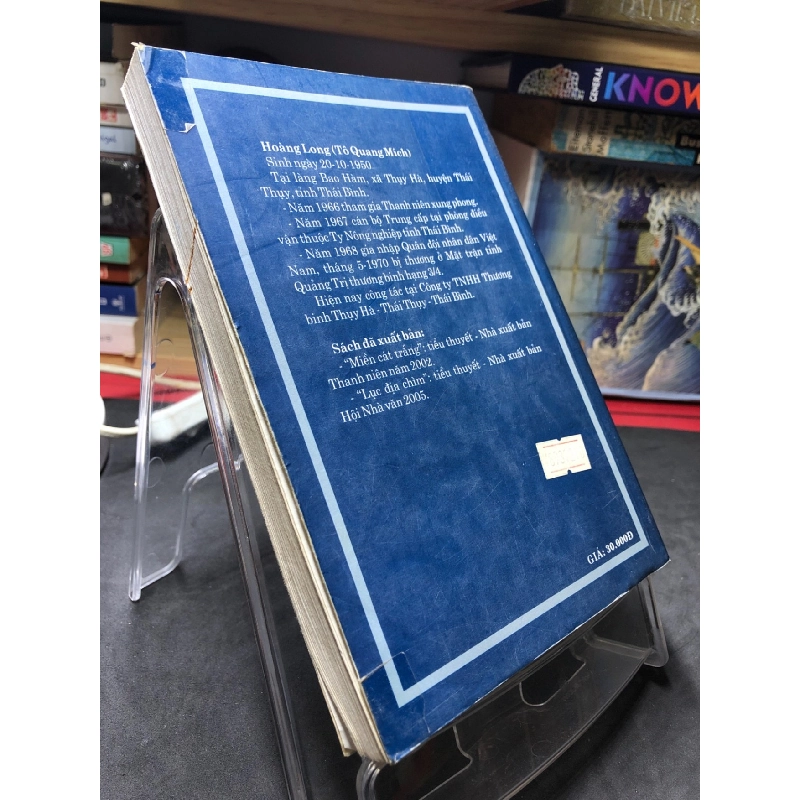 Hoàng Long (Tô Quang Mích)
Sinh ngày 20-10-1950.
Tại làng Bao Hàm, xã Thụy Hà, huyện Thái
Thụy, tỉnh Thái Bình.
- Năm 1966 tham gia Thanh niên xung phong.
- Năm 1967 cán bộ Trung cấp tại phòng điều
vận thuộc Ty Nông nghiệp tỉnh Thái Bình.
- Năm 1968 gia nhập Quân đội nhân dân Việt
Nam, tháng 5-1970 bị thương ở Mặt trận tỉnh
Quảng Trị thương binh hạng 3/4.
Hiện nay công tác tại Công ty TNHH Thương
binh Thụy Hà - Thái Thụy - Thái Bình.
Sách đã xuất bản:
- "Miền cát trắng": tiểu thuyết - Nhà xuất bản
Thanh niên năm 2002.
- "Lục địa chìm": tiểu thuyết - Nhà xuất bản
Hội Nhà văn 2005.
GIÁ: 30.000Đ
GENERAL KNOW